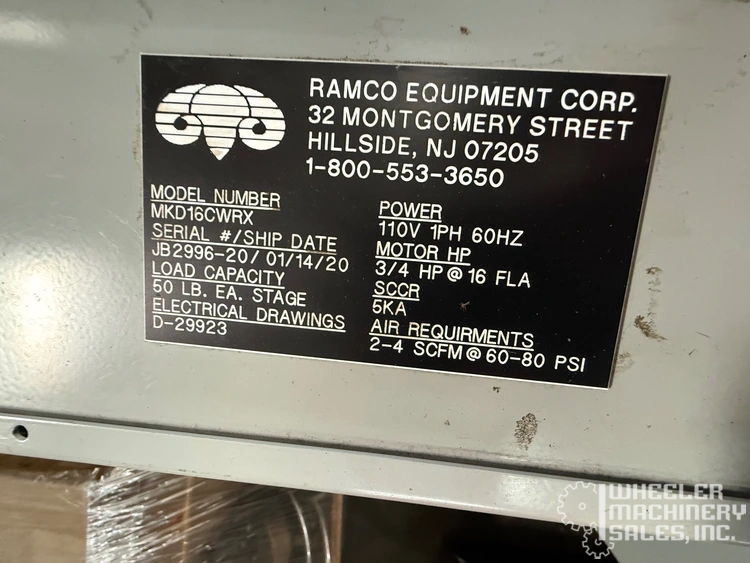 RAMCO EQUIPMENT CORP.
32 MONTGOMERY STREET
HILLSIDE, NJ 07205
1-800-553-3650
MODEL NUMBER
MKD16CWRX
SERIAL #/SHIP DATE
JB2996-20/ 01/14/20
LOAD CAPACITY
50 LB. EA. STAGE
ELECTRICAL DRAWINGS
D-29923
POWER
110V 1PH 60HZ
MOTOR HP
3/4 HP @ 16 FLA
SCCR
5KA
AIR REQUIRMENTS
2-4 SCFM @ 60-80 PSI
WHEELER
MACHINERY
SALES, INC.